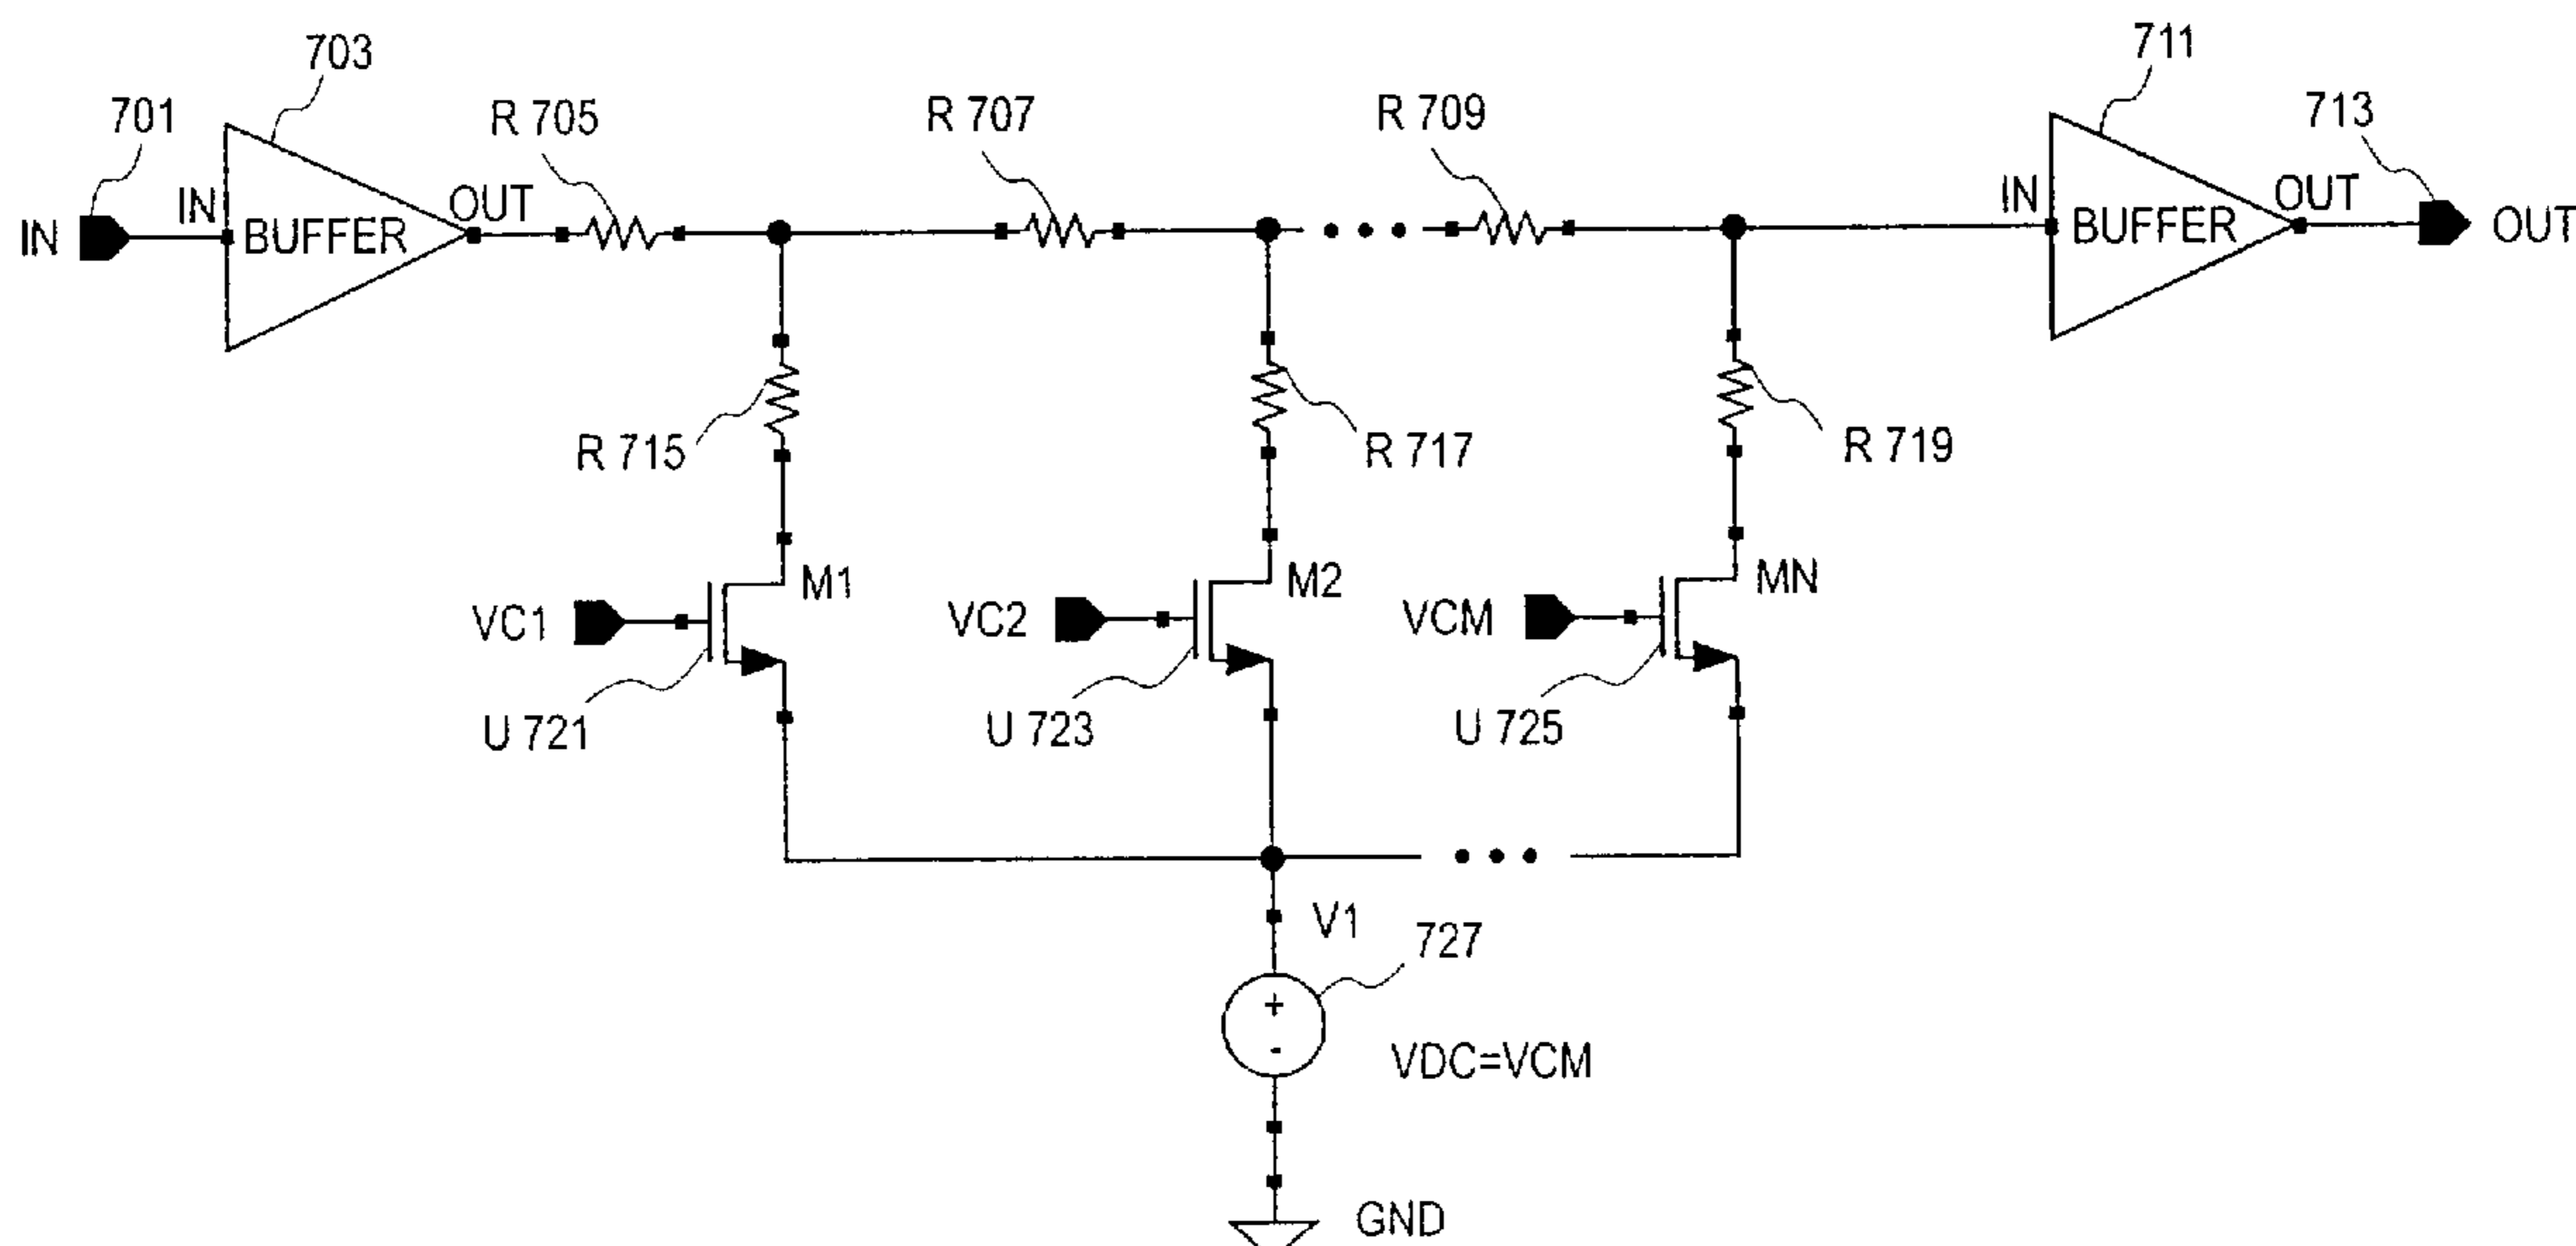 703
711
701
R 705
R 707
R 709
713
IN
IN
BUFFER
OUT
IN
BUFFER
OUT
OUT
R 715
R 717
R 719
VC1
M1
VC2
M2
VCM
MN
U 721
U 723
U 725
V1
727
+
-
VDC=VCM
GND